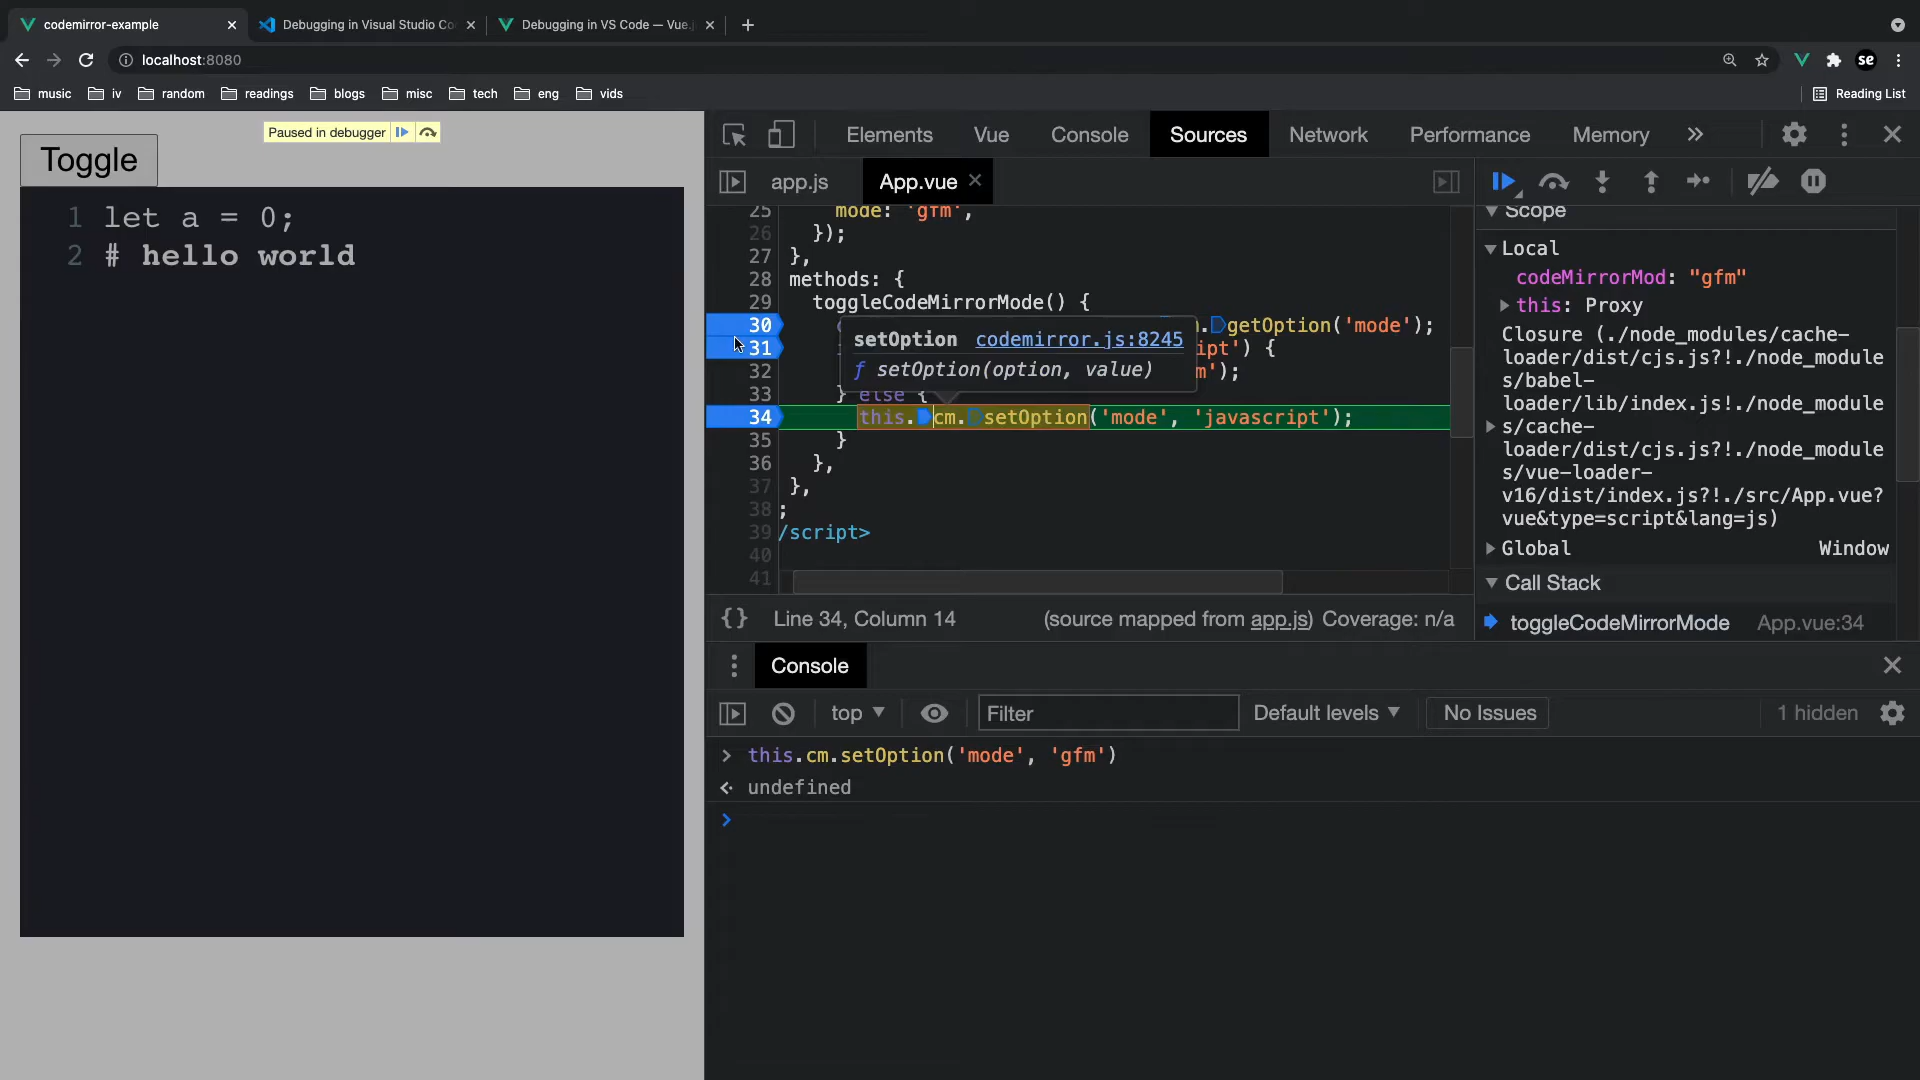 codemirror-example
Debugging in Visual Studio Co
Debugging in VS Code — Vue.j
localhost:8080
music
iv
random
readings
blogs
misc
tech
eng
vids
Reading List
se
Paused in debugger
Toggle
1 let a = 0;
2 # hello world
Elements
Vue
Console
Sources
Network
Performance
Memory
app.js
App.vue
25 mode: 'gfm',
26 });
27 },
28 methods: {
29 toggleCodeMirrorMode() {
30 .getOption('mode');
31 ipt') {
32 m');
33 } else {
34 this.cm.setOption('mode', 'javascript');
35 }
36 },
37 },
38 ;
39 /script>
40
41
setOption codemirror.js:8245
ƒ setOption(option, value)
{} Line 34, Column 14
(source mapped from app.js) Coverage: n/a
Scope
Local
codeMirrorMod: "gfm"
this: Proxy
Closure (./node_modules/cache-
loader/dist/cjs.js?!./node_module
s/babel-
loader/lib/index.js!./node_module
s/cache-
loader/dist/cjs.js?!./node_module
s/vue-loader-
v16/dist/index.js?!./src/App.vue?
vue&type=script&lang=js)
Global Window
Call Stack
toggleCodeMirrorMode App.vue:34
Console
top
Filter
Default levels
No Issues
1 hidden
> this.cm.setOption('mode', 'gfm')
undefined
>